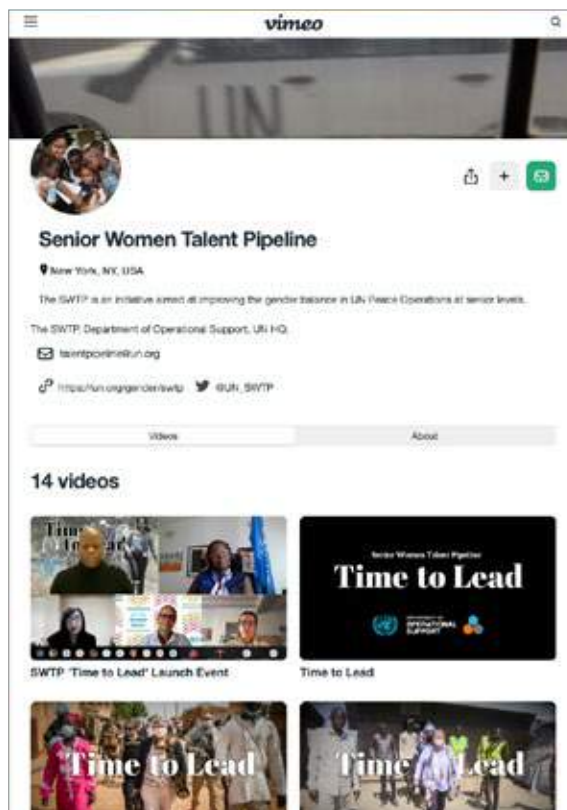 vimeo
UN
Senior Women Talent Pipeline
New York, NY, USA
The SWTP is an initiative aimed at improving the gender balance in UN Peace Operations at senior levels.
The SWTP, Department of Operational Support, UN HQ.
talentpipeline@un.org
https://un.org/gender/swtp @UN_SWTP
Videos About
14 videos
Time to Lead
Senior Women Talent Pipeline
Time to Lead
OPERATIONAL SUPPORT
SWTP 'Time to Lead' Launch Event
Time to Lead
Time to Lead
Time to Lead